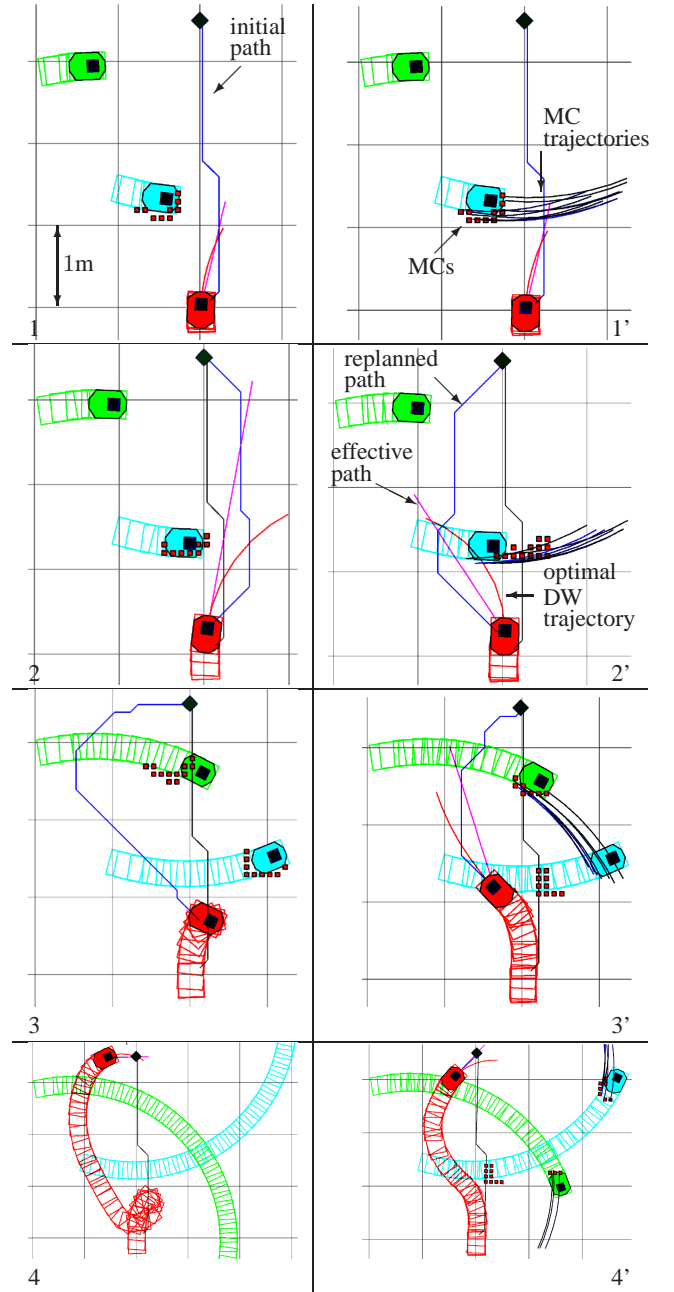 initial
path
1m
1
MC
trajectories
MCs
1'
2
replanned
path
effective
path
optimal
DW
trajectory
2'
3
3'
4
4'